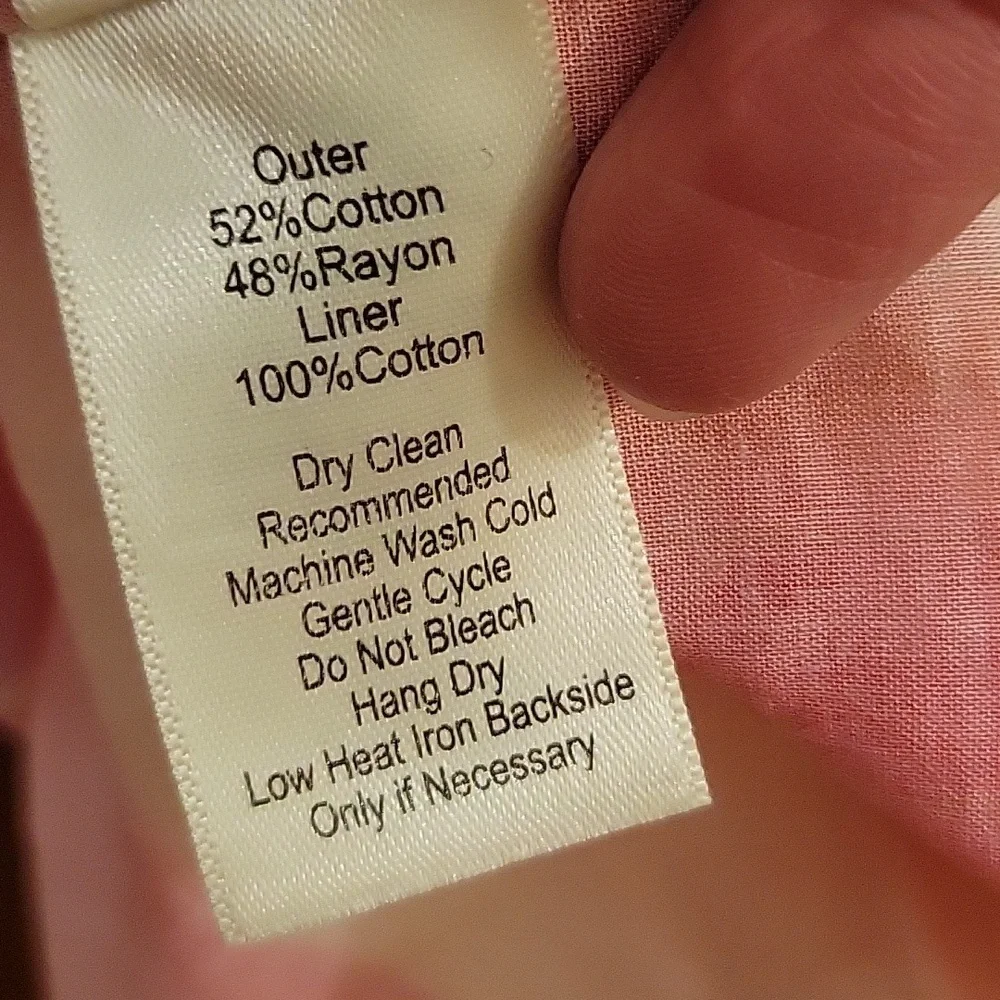 Outer
52%Cotton
48%Rayon
Liner
100%Cotton
Dry Clean
Recommended
Machine Wash Cold
Gentle Cycle
Do Not Bleach
Hang Dry
Low Heat Iron Backside
Only if Necessary